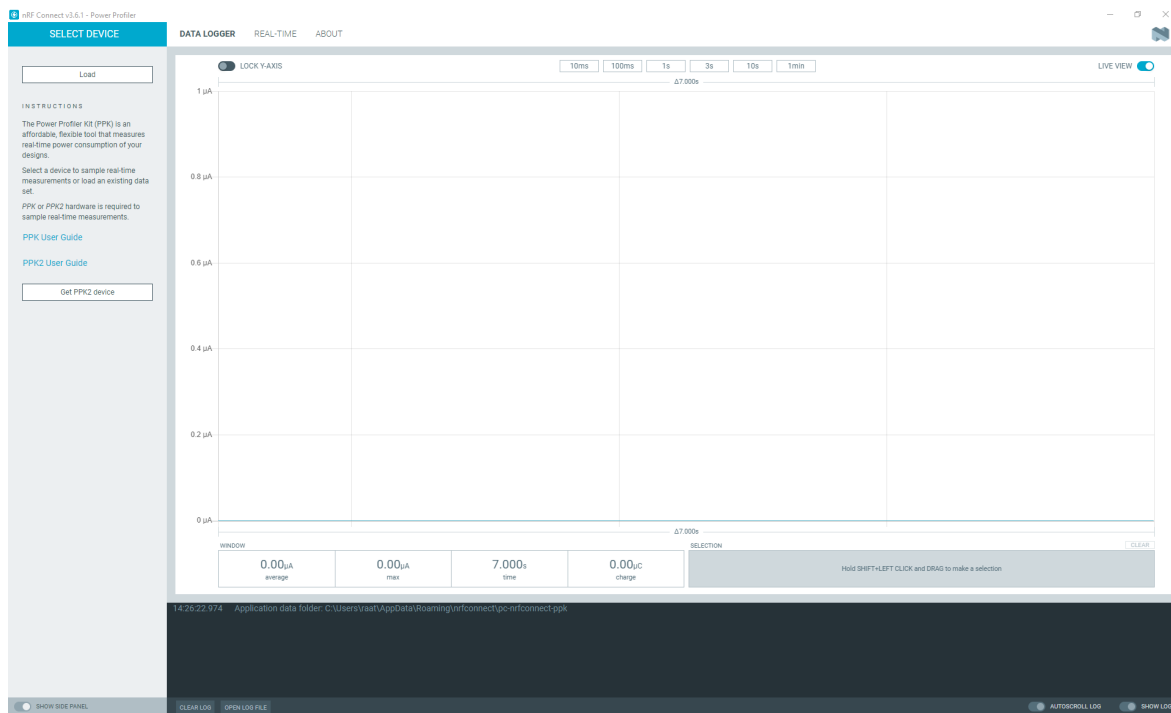 nRF Connect v3.6.1 - Power Profiler
SELECT DEVICE
DATA LOGGER REAL-TIME ABOUT
Load
INSTRUCTIONS
The Power Profiler Kit (PPK) is an
affordable, flexible tool that measures
real-time power consumption of your
designs.
Select a device to sample real-time
measurements or load an existing data
set.
PPK or PPK2 hardware is required to
sample real-time measurements.
PPK User Guide
PPK2 User Guide
Get PPK2 device
LOCK Y-AXIS
10ms 100ms 1s 3s 10s 1min
LIVE VIEW
Δ7.000s
1 µA
0.8 µA
0.6 µA
0.4 µA
0.2 µA
0 µA
Δ7.000s
WINDOW
0.00µA 0.00µA 7.000s 0.00µC
average max time charge
SELECTION
CLEAR
Hold SHIFT+LEFT CLICK and DRAG to make a selection
14:26:22.974 Application data folder: C:\Users\raat\AppData\Roaming\nrfconnect\pc-nrfconnect-ppk
SHOW SIDE PANEL
CLEAR LOG OPEN LOG FILE
AUTOSCROLL LOG SHOW LOG